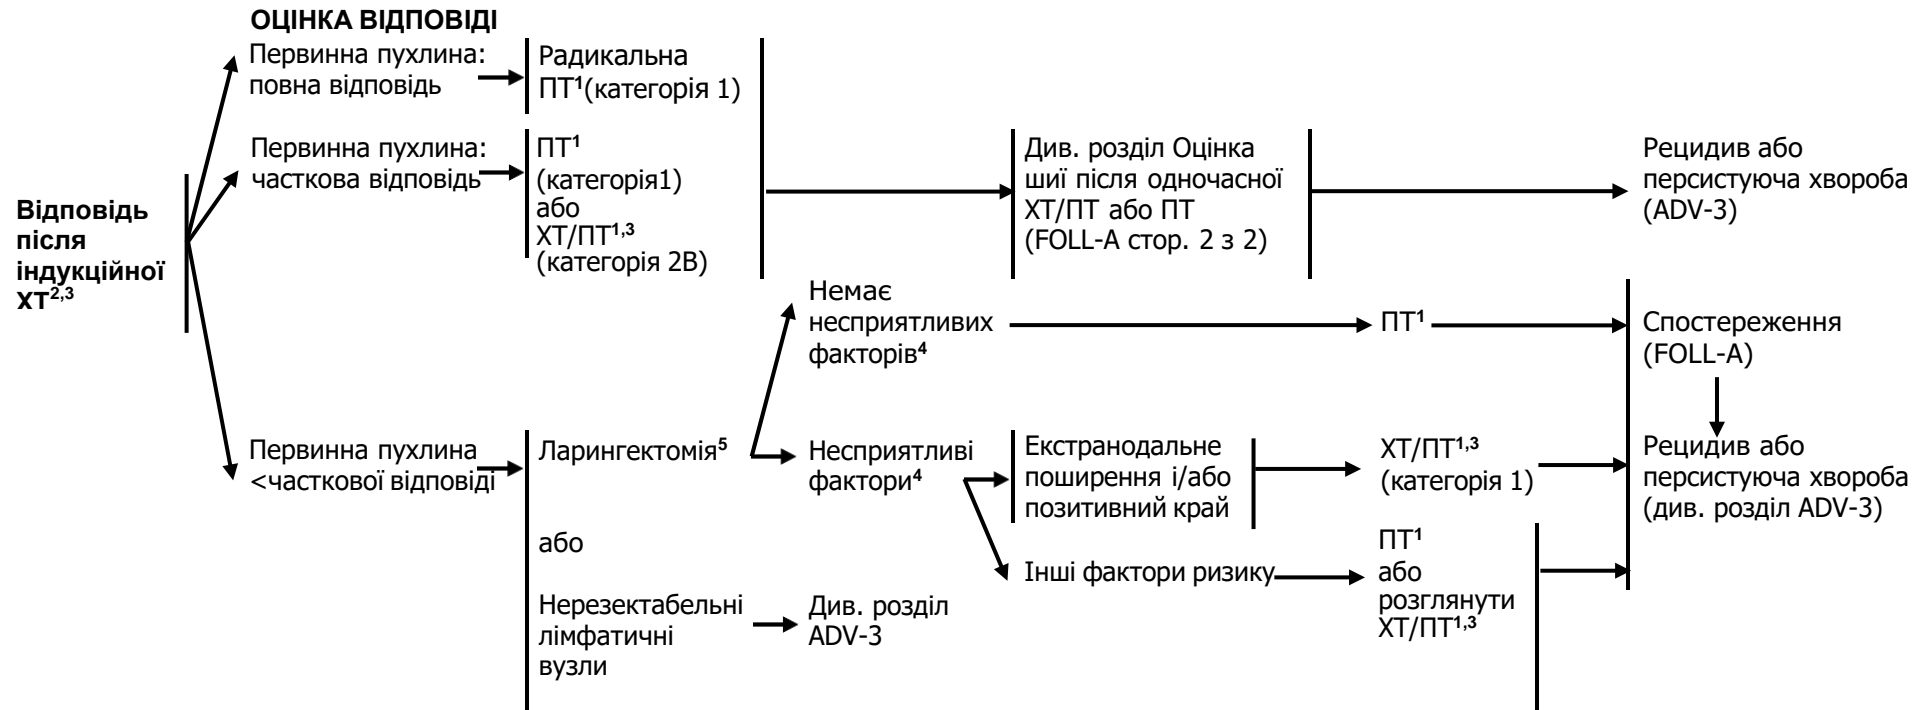 ОЦІНКА ВІДПОВІДІ
Первинна пухлина:
повна відповідь
Радикальна
ПТ¹(категорія 1)
Первинна пухлина:
часткова відповідь
ПТ¹
(категорія1)
або
ХТ/ПТ¹,³
(категорія 2B)
Див. розділ Оцінка
шиї після одночасної
ХТ/ПТ або ПТ
(FOLL-A стор. 2 з 2)
Рецидив або
персистуюча хвороба
(ADV-3)
Відповідь
після
індукційної
ХТ²,³
Немає
несприятливих
факторів⁴
ПТ¹
Спостереження
(FOLL-A)
Первинна пухлина
<часткової відповіді
Ларингектомія⁵
Несприятливі
фактори⁴
Екстранодальне
поширення і/або
позитивний край
ХТ/ПТ¹,³
(категорія 1)
Рецидив або
персистуюча хвороба
(див. розділ ADV-3)
або
Інші фактори ризику
ПТ¹
або
розглянути
ХТ/ПТ¹,³
Нерезектабельні
лімфатичні
вузли
Див. розділ
ADV-3